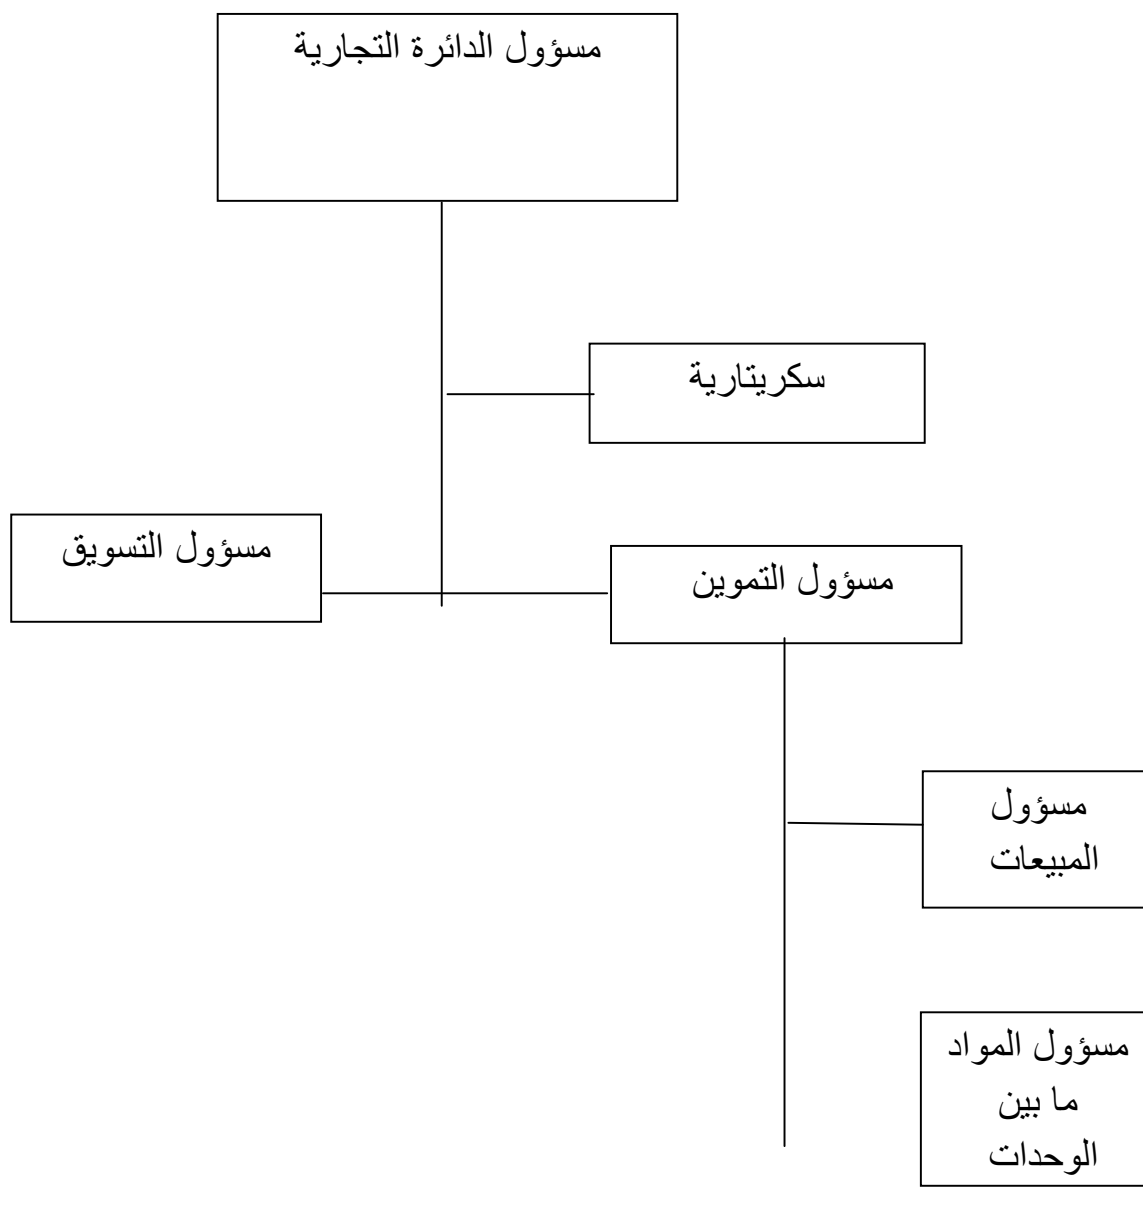 مسؤول الدائرة التجارية
سكريتارية
مسؤول التسويق
مسؤول التموين
مسؤول
المبيعات
مسؤول المواد
ما بين
الوحدات